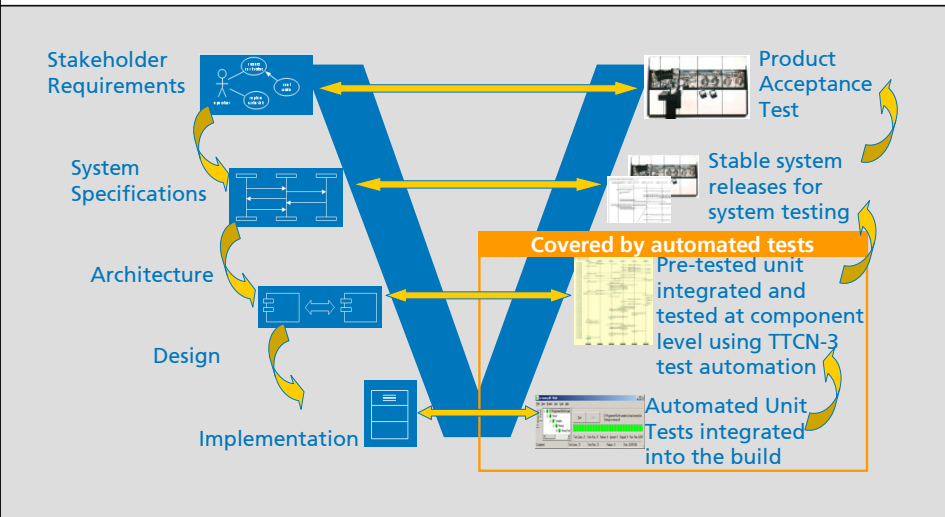 Stakeholder
Requirements
Product
Acceptance
Test
System
Specifications
Stable system
releases for
system testing
Covered by automated tests
Architecture
Pre-tested unit
integrated and
tested at component
level using TTCN-3
test automation
Design
Implementation
Automated Unit
Tests integrated
into the build